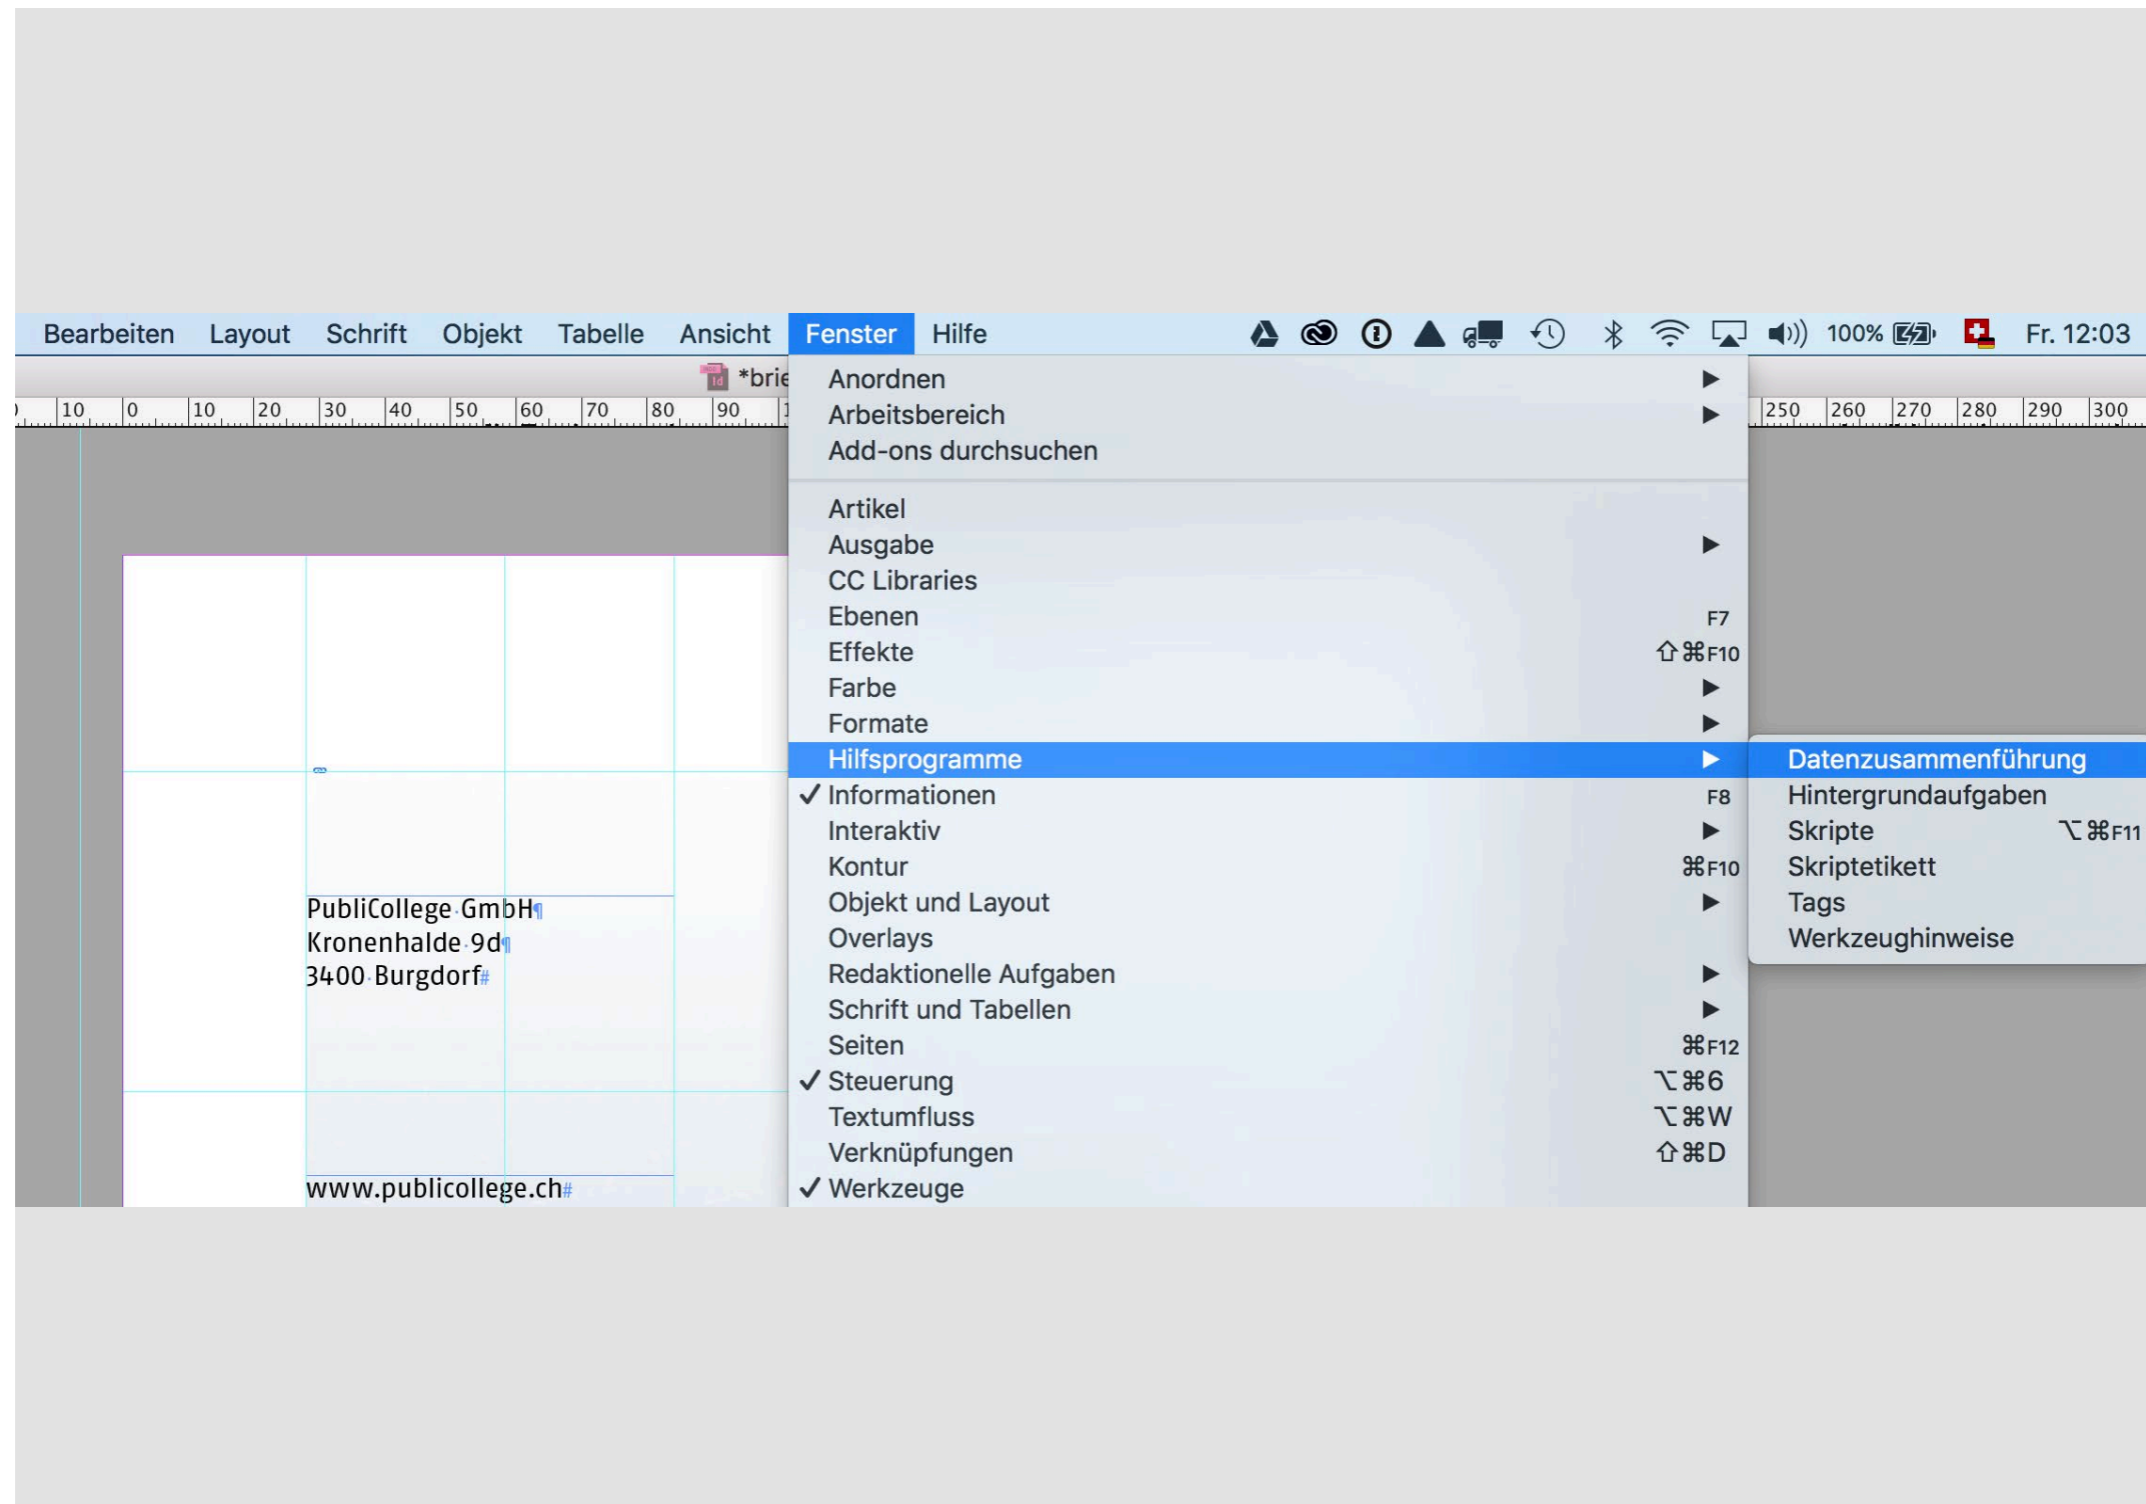 Bearbeiten Layout Schrift Objekt Tabelle Ansicht Fenster Hilfe 100% Fr. 12:03
*brie
10 0 10 20 30 40 50 60 70 80 90 250 260 270 280 290 300
Anordnen
Arbeitsbereich
Add-ons durchsuchen
Artikel
Ausgabe
CC Libraries
Ebenen F7
Effekte ⇧⌘F10
Farbe
Formate
Hilfsprogramme
✓ Informationen F8
Interaktiv
Kontur ⌘F10
Objekt und Layout
Overlays
Redaktionelle Aufgaben
Schrift und Tabellen
Seiten ⌘F12
✓ Steuerung ⌥⌘6
Textumfluss ⌥⌘W
Verknüpfungen ⇧⌘D
✓ Werkzeuge
Datenzusammenführung
Hintergrundaufgaben
Skripte ⌥⌘F11
Skriptetikett
Tags
Werkzeughinweise
PubliCollege·GmbH¶
Kronenhalde·9d¶
3400·Burgdorf#
www.publicollege.ch#